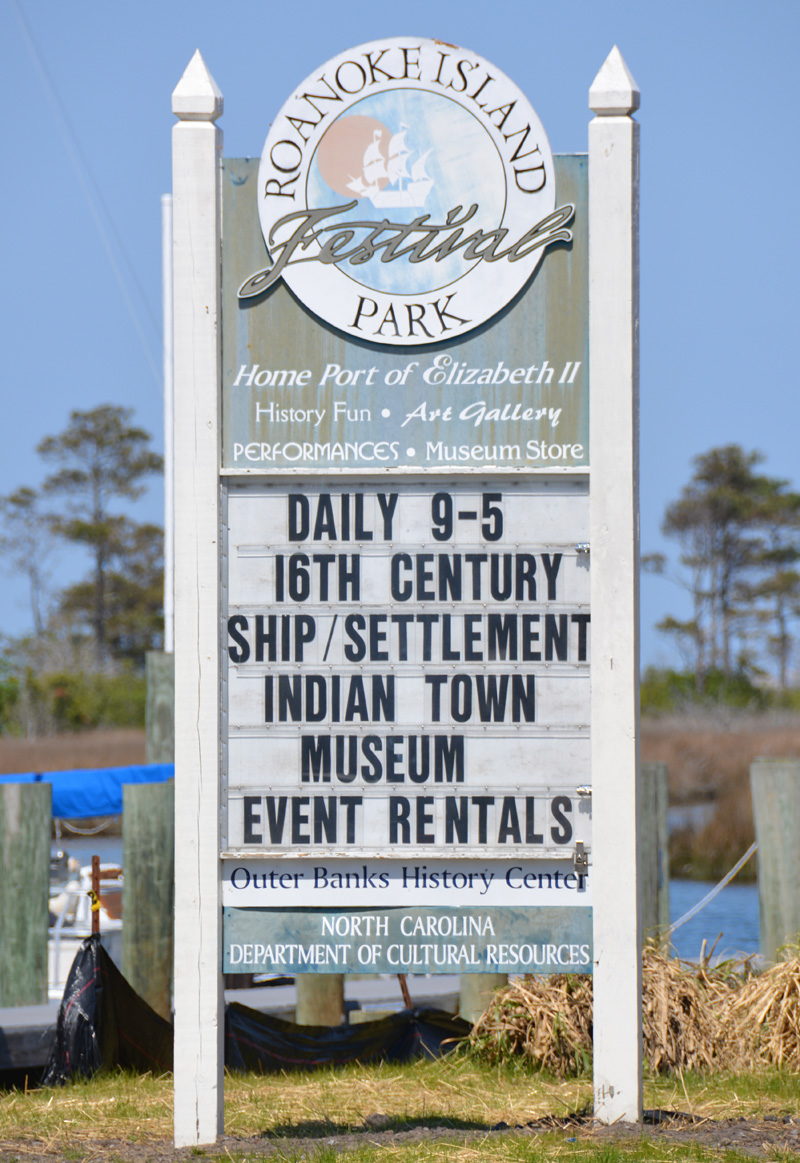 ROANOKE ISLAND
Festival
PARK
Home Port of Elizabeth II
History Fun • Art Gallery
PERFORMANCES • Museum Store
DAILY 9-5
16TH CENTURY
SHIP/SETTLEMENT
INDIAN TOWN
MUSEUM
EVENT RENTALS
Outer Banks History Center
NORTH CAROLINA
DEPARTMENT OF CULTURAL RESOURCES